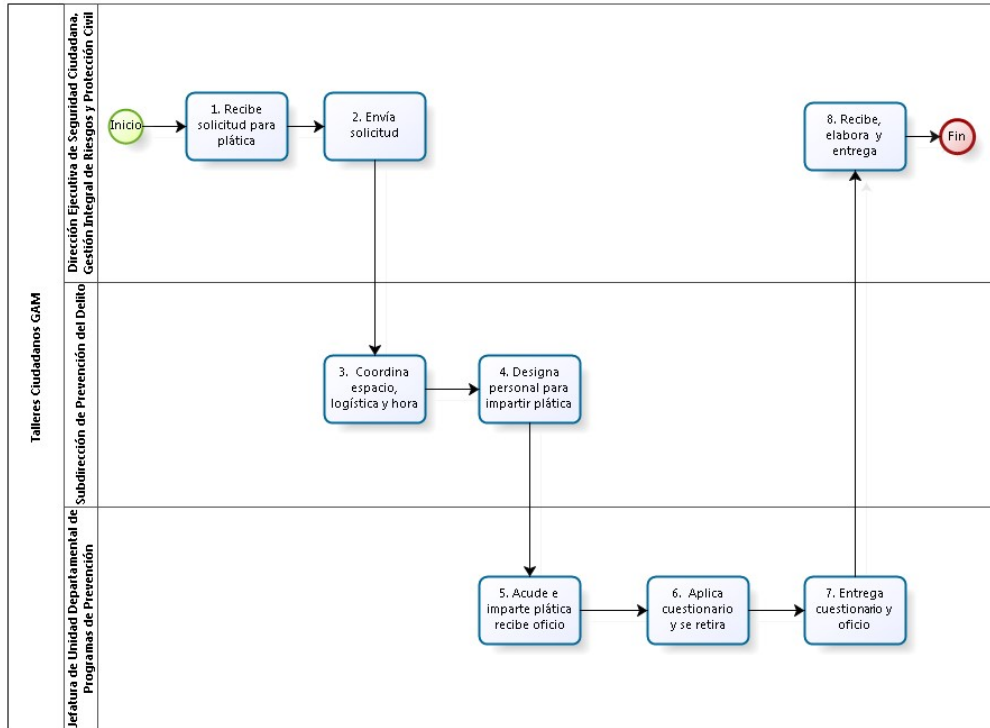 Talleres Ciudadanos GAM
Dirección Ejecutiva de Seguridad Ciudadana,
Gestión Integral de Riesgos y Protección Civil
Inicio
1. Recibe
solicitud para
plática
2. Envía
solicitud
8. Recibe,
elabora y
entrega
Fin
Subdirección de Prevención del Delito
3. Coordina
espacio,
logística y hora
4. Designa
personal para
impartir plática
Jefatura de Unidad Departamental de
Programas de Prevención
5. Acude e
imparte plática
recibe oficio
6. Aplica
cuestionario
y se retira
7. Entrega
cuestionario y
oficio